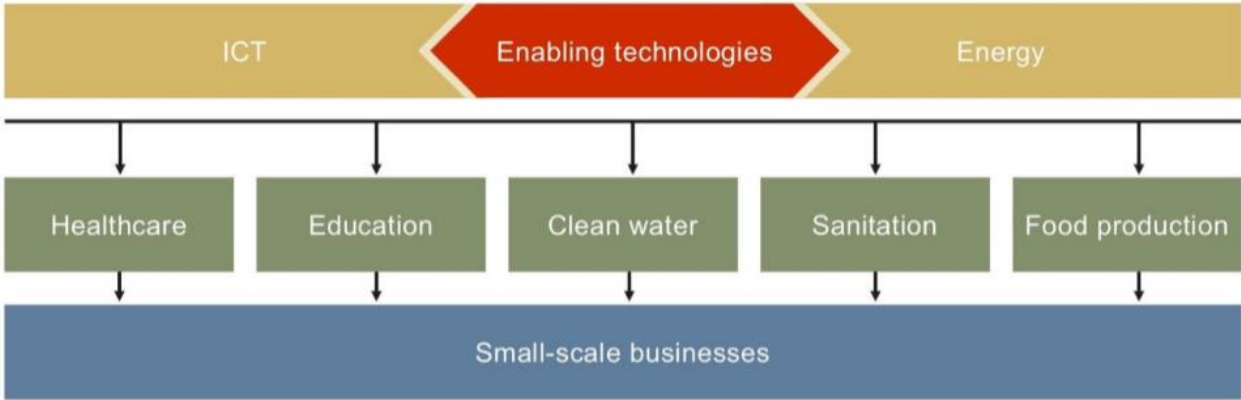 ICT
Enabling technologies
Energy
Healthcare
Education
Clean water
Sanitation
Food production
Small-scale businesses